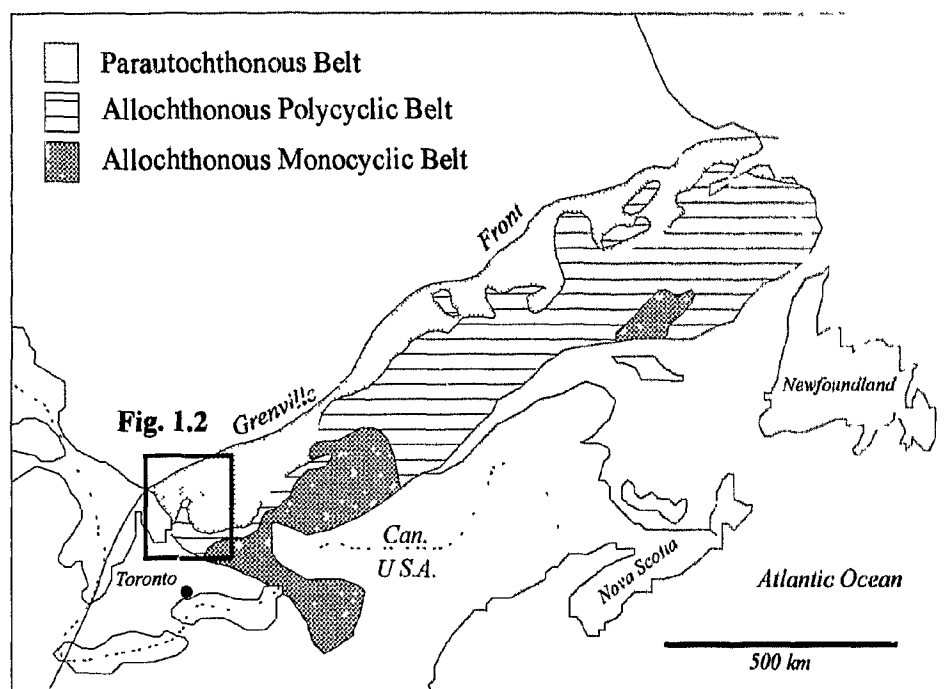 Parautochthonous Belt
Allochthonous Polycyclic Belt
Allochthonous Monocyclic Belt
Front
Grenville
Newfoundland
Fig. 1.2
Can.
U S.A.
Toronto
Nova Scotia
Atlantic Ocean
500 km